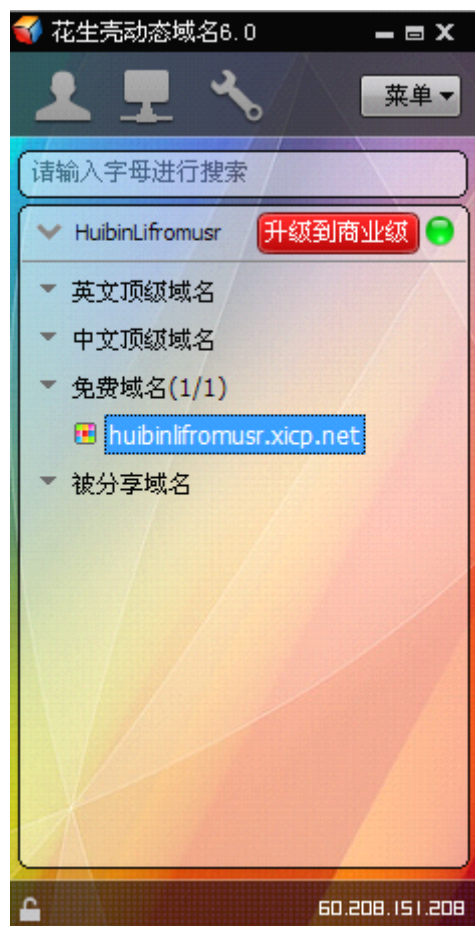 花生壳动态域名6.0
菜单
请输入字母进行搜索
HuibinLifromusr 升级到商业级
英文顶级域名
中文顶级域名
免费域名(1/1)
huibinlifromusr.xicp.net
被分享域名
60.208.151.208